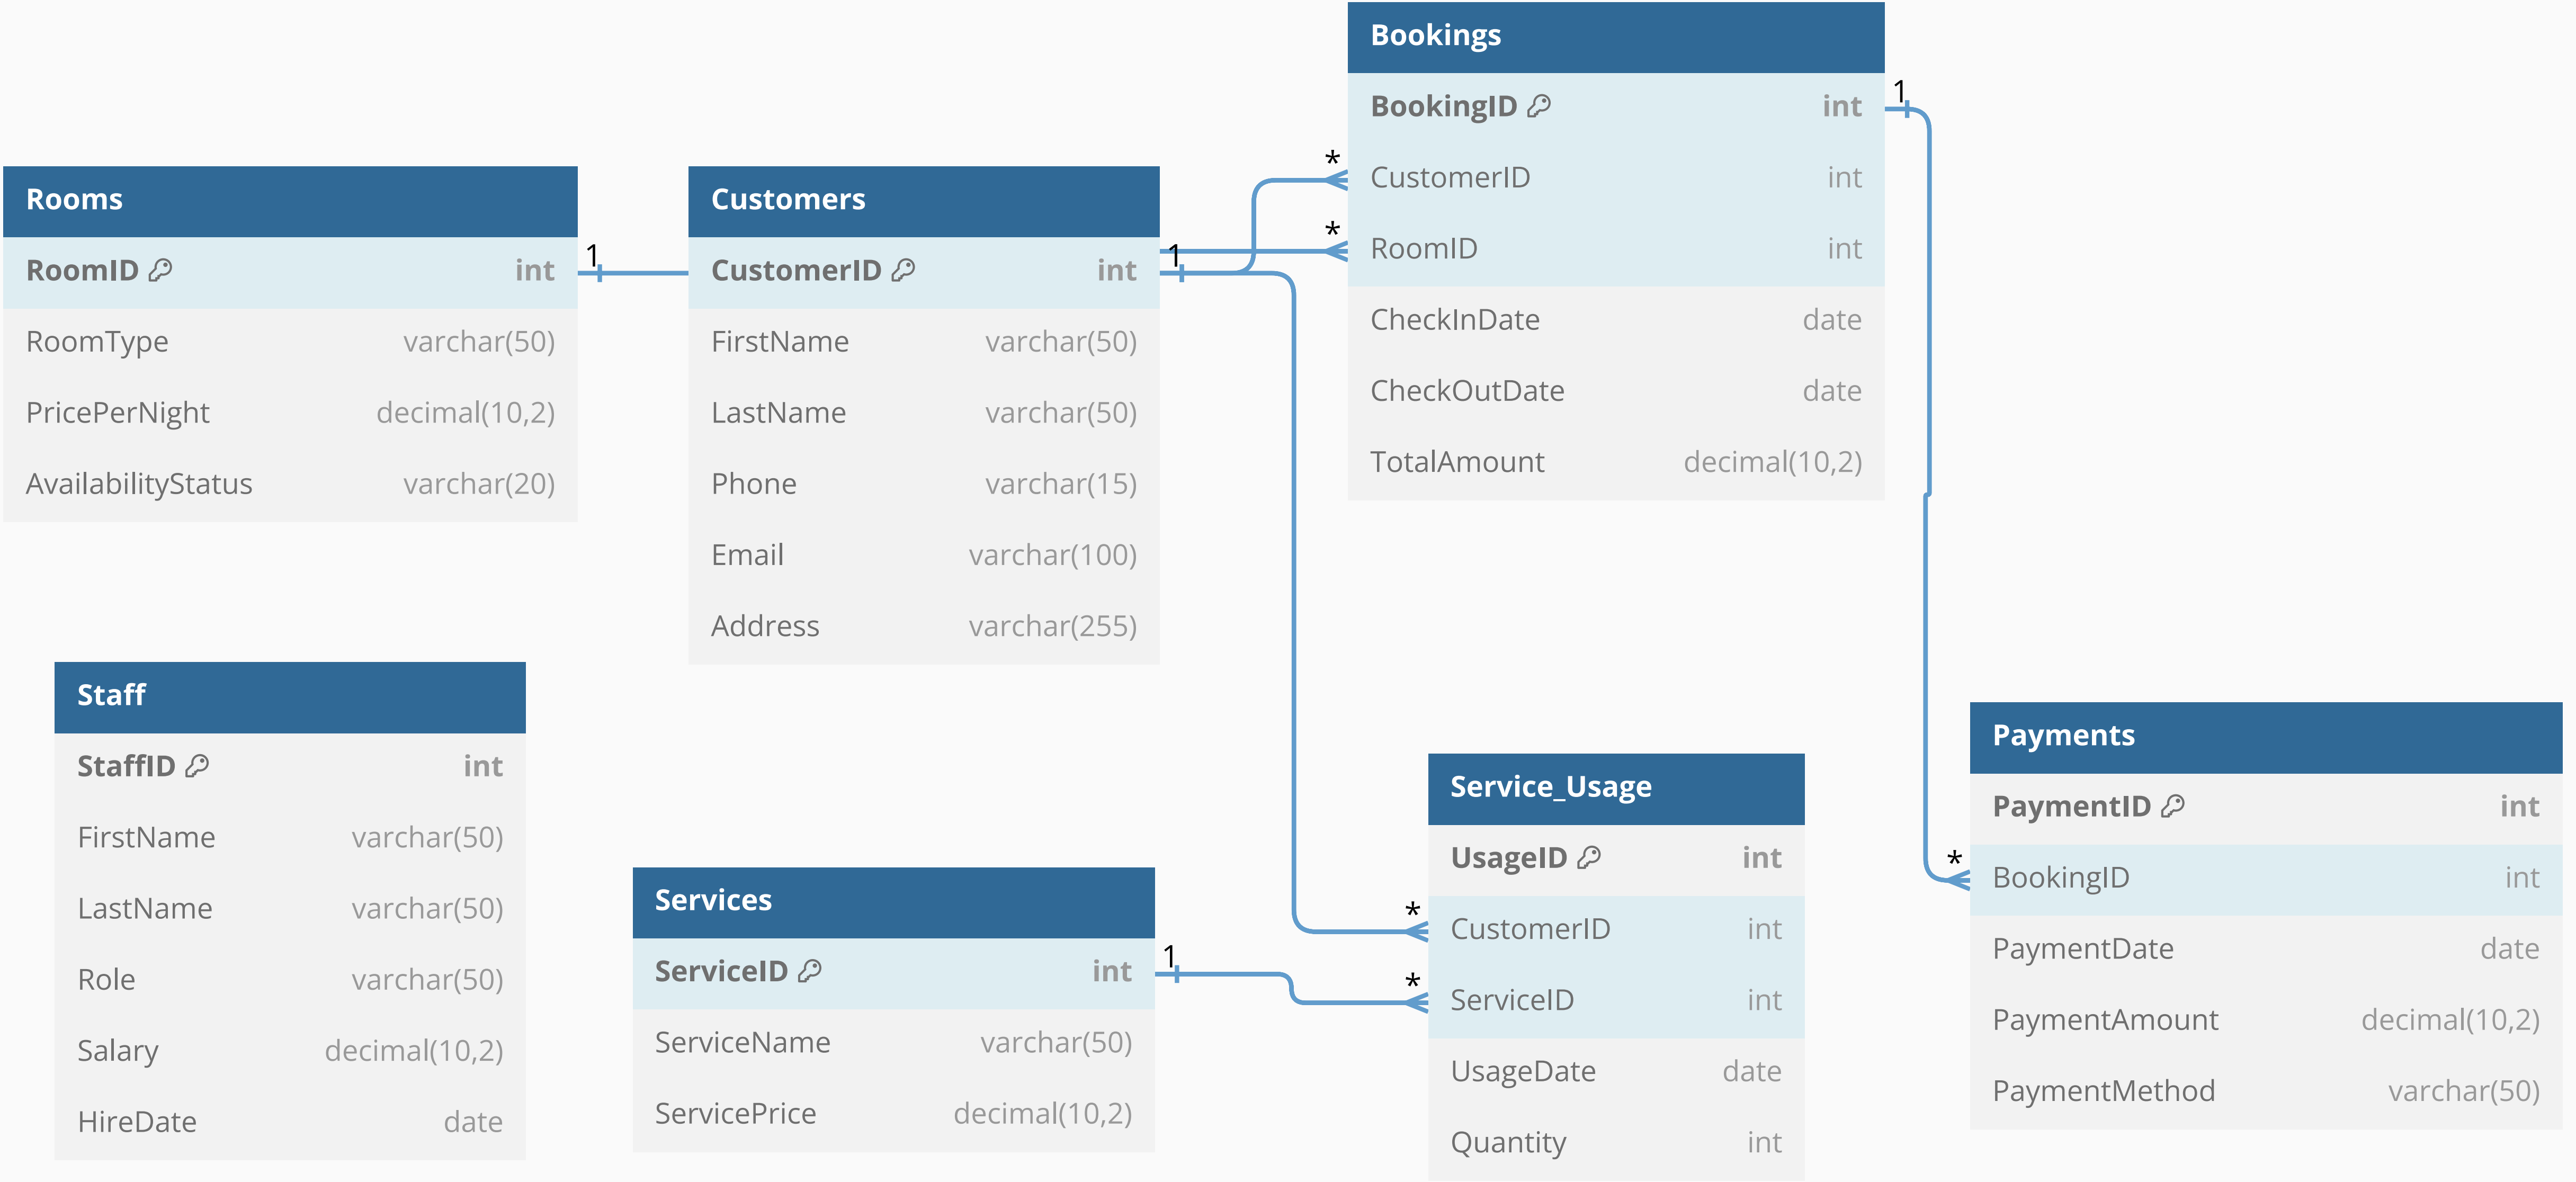 Rooms
RoomID int
RoomType varchar(50)
PricePerNight decimal(10,2)
AvailabilityStatus varchar(20)
1
Customers
CustomerID int
FirstName varchar(50)
LastName varchar(50)
Phone varchar(15)
Email varchar(100)
Address varchar(255)
1
*
*
Bookings
BookingID int
CustomerID int
RoomID int
CheckInDate date
CheckOutDate date
TotalAmount decimal(10,2)
1
Staff
StaffID int
FirstName varchar(50)
LastName varchar(50)
Role varchar(50)
Salary decimal(10,2)
HireDate date
Services
ServiceID int
ServiceName varchar(50)
ServicePrice decimal(10,2)
1
*
*
Service_Usage
UsageID int
CustomerID int
ServiceID int
UsageDate date
Quantity int
*
Payments
PaymentID int
BookingID int
PaymentDate date
PaymentAmount decimal(10,2)
PaymentMethod varchar(50)